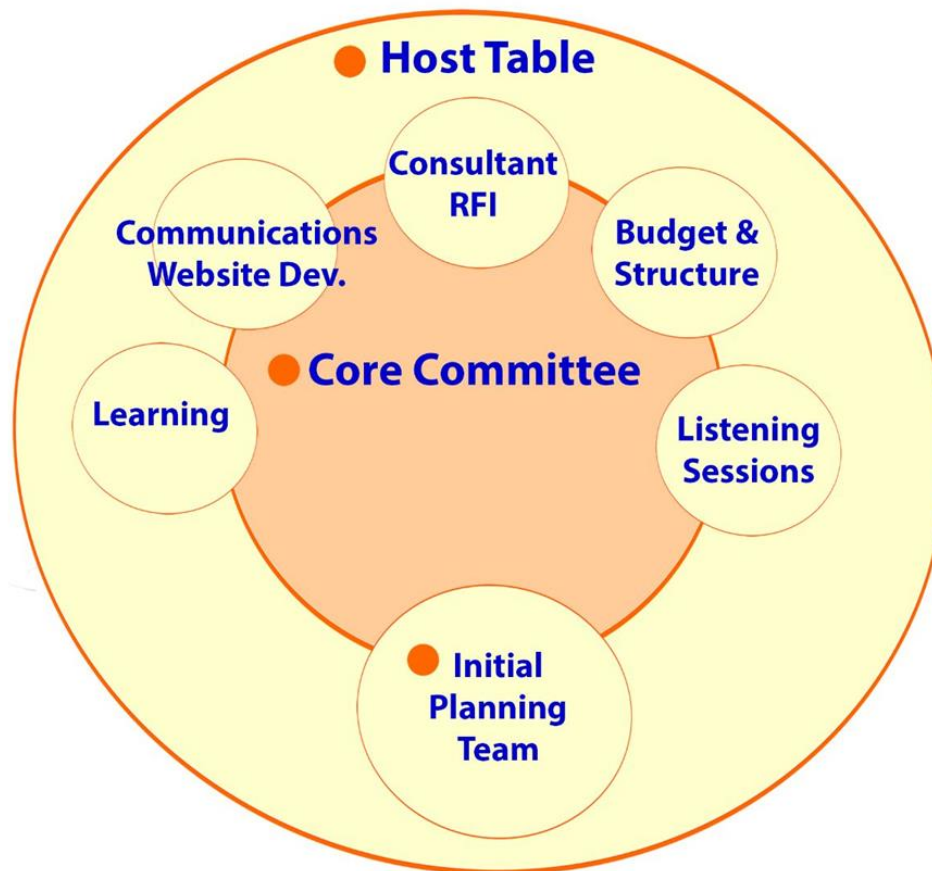 Host Table
Consultant
RFI
Communications
Website Dev.
Budget &
Structure
Core Committee
Learning
Listening
Sessions
Initial
Planning
Team